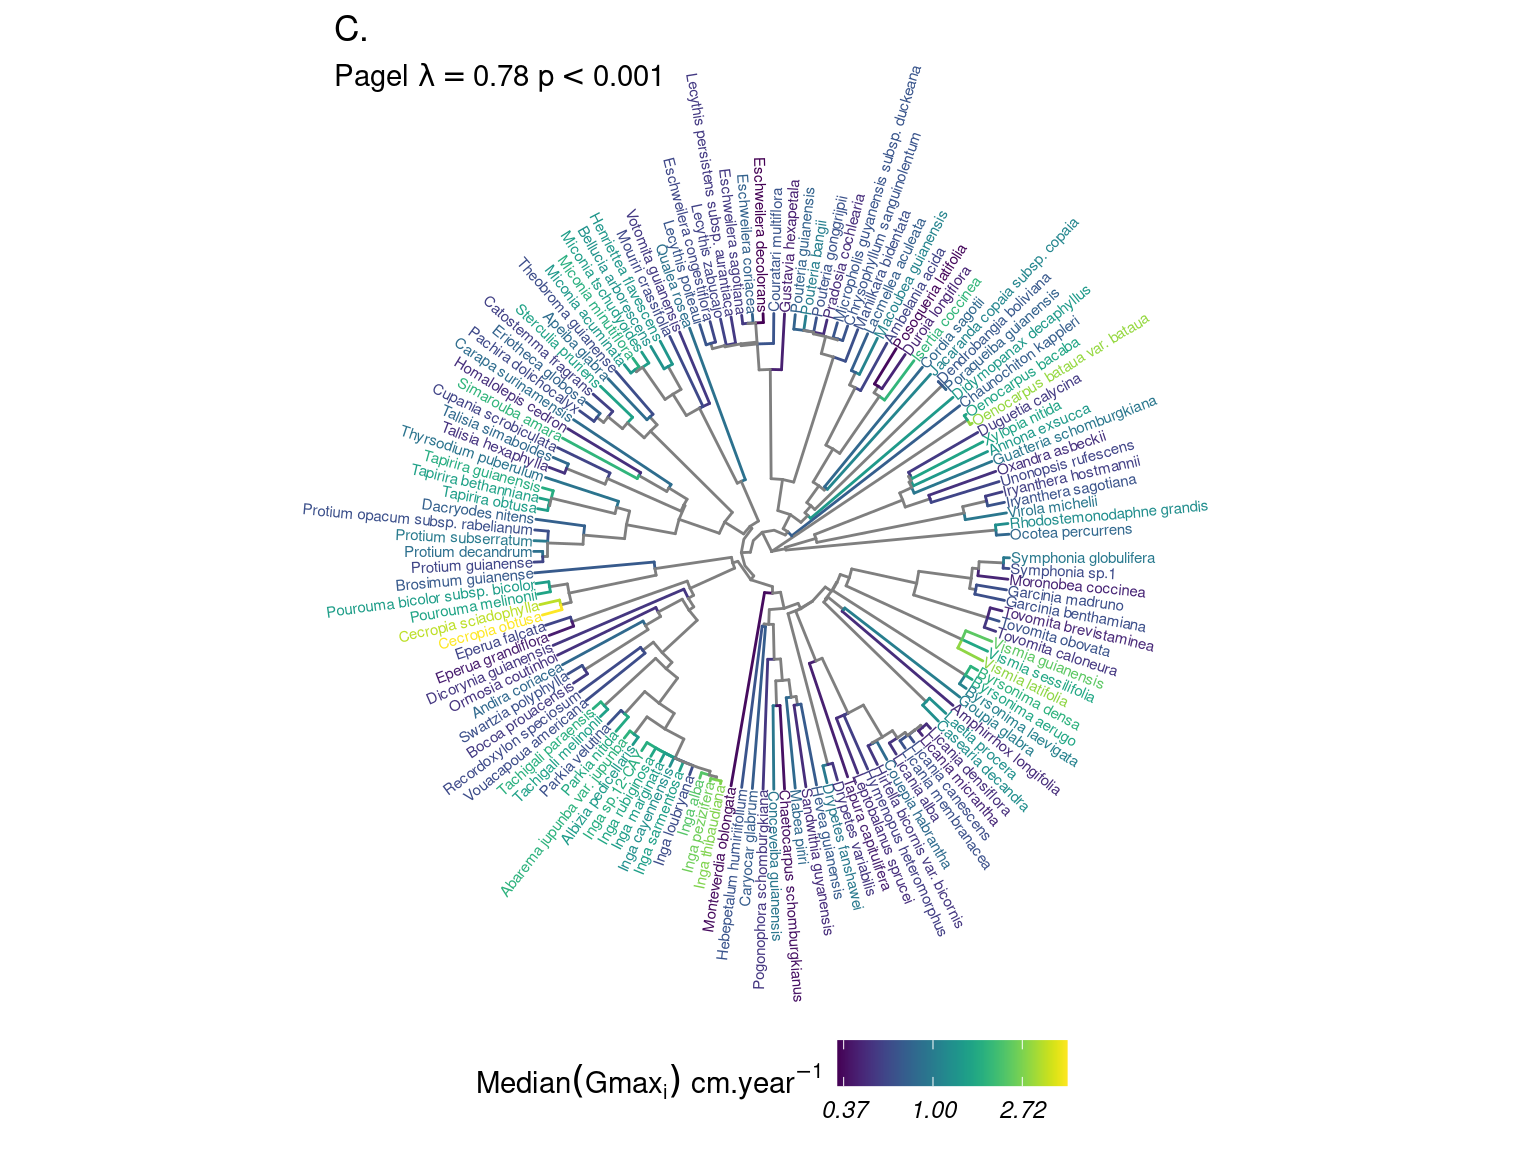 C.
Pagel λ = 0.78 p < 0.001
Lecythis persistens subsp. aurantiaca
Eschweilera congestiflora
Lecythis zabucajo
Eschweilera sagotiana
Eschweilera coriacea
Eschweilera decolorans
Couratari multiflora
Gustavia hexapetala
Pouteria guianensis
Pouteria bangii
Pouteria gonggrijpii
Pradosia cochlearia
Micropholis guyanensis subsp. duckeana
Chrysophyllum sanguinolentum
Manilkara bidentata
Lacmellea aculeata
Macoubea guianensis
Ambelania acida
Posoqueria latifolia
Duroia longiflora
Isertia coccinea
Cordia sagotii
Jacaranda copaia subsp. copaia
Dendrobangia boliviana
Poraqueiba guianensis
Didymopanax decaphyllus
Chaunochiton kappleri
Oenocarpus bacaba
Oenocarpus bataua var. bataua
Duguetia calycina
Xylopia nitida
Annona exsucca
Guatteria schomburgkiana
Oxandra asbeckii
Unonopsis rufescens
Iryanthera hostmannii
Iryanthera sagotiana
Virola michelii
Rhodostemonodaphne grandis
Ocotea percurrens
Symphonia globulifera
Symphonia sp.1
Moronobea coccinea
Garcinia madruno
Garcinia benthamiana
Tovomita brevistaminea
Tovomita obovata
Tovomita caloneura
Vismia guianensis
Vismia sessilifolia
Vismia latifolia
Byrsonima densa
Byrsonima aerugo
Byrsonima laevigata
Goupia glabra
Amphirrhox longifolia
Laetia procera
Casearia decandra
Licania densiflora
Licania micrantha
Licania canescens
Licania membranacea
Licania alba
Couepia habrantha
Hirtella bicornis var. bicornis
Hymenopus heteromorphus
Leptobalanus sprucei
Tapura capitulifera
Drypetes variabilis
Drypetes fanshawei
Hevea guianensis
Sandwithia guyanensis
Mabea piriri
Chaetocarpus schomburgkianus
Conceveiba guianensis
Pogonophora schomburgkiana
Caryocar glabrum
Hebepetalum humiriifolium
Monteverdia oblongata
Inga thibaudiana
Inga pezizifera
Inga alba
Inga loubryana
Inga sarmentosa
Inga cayennensis
Inga marginata
Inga rubiginosa
Inga sp.12-CAY
Albizia pedicellaris
Abarema jupunba var. jupunba
Parkia nitida
Parkia velutina
Tachigali melinonii
Tachigali paraensis
Vouacapoua americana
Recordoxylon speciosum
Bocoa prouacensis
Swartzia polyphylla
Andira coriacea
Ormosia coutinhoi
Dicorynia guianensis
Eperua grandiflora
Eperua falcata
Cecropia obtusa
Cecropia sciadophylla
Pourouma melinonii
Pourouma bicolor subsp. bicolor
Brosimum guianense
Protium guianense
Protium decandrum
Protium subserratum
Protium opacum subsp. rabelianum
Dacryodes nitens
Tapirira obtusa
Tapirira bethanniana
Tapirira guianensis
Thyrsodium puberulum
Talisia hexaphylla
Talisia simaboides
Cupania scrobiculata
Simarouba amara
Homalolepis cedron
Carapa surinamensis
Pachira dolichocalyx
Eriotheca globosa
Catostemma fragrans
Sterculia pruriens
Apeiba glabra
Theobroma guianense
Miconia acuminata
Miconia minutiflora
Miconia tschudyoides
Bellucia arborescens
Henriettea flavescens
Mouriri crassifolia
Votomita guianensis
Qualea rosea
Lecythis poiteaui
Median(Gmaxᵢ) cm.year⁻¹
0.37 1.00 2.72